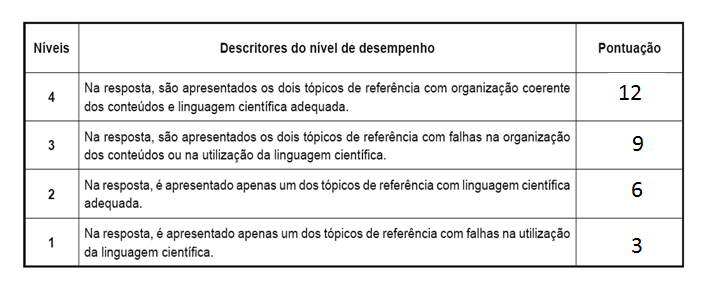 Níveis Descritores do nível de desempenho Pontuação
4 Na resposta, são apresentados os dois tópicos de referência com organização coerente 12
dos conteúdos e linguagem científica adequada.
3 Na resposta, são apresentados os dois tópicos de referência com falhas na organização 9
dos conteúdos ou na utilização da linguagem científica.
2 Na resposta, é apresentado apenas um dos tópicos de referência com linguagem científica 6
adequada.
1 Na resposta, é apresentado apenas um dos tópicos de referência com falhas na utilização 3
da linguagem científica.